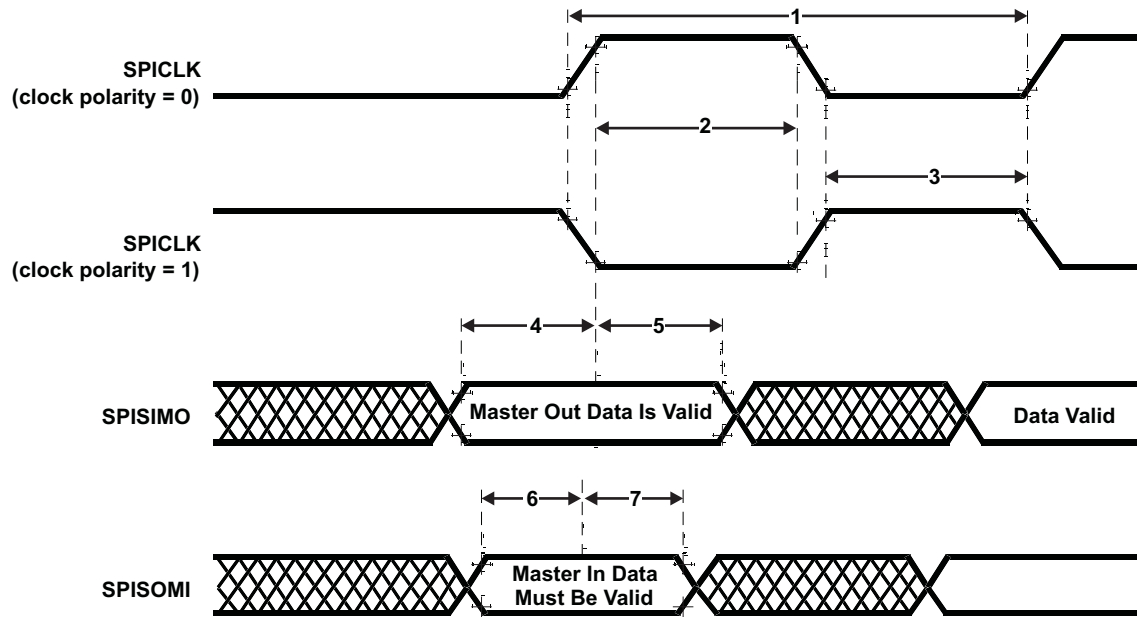 1
SPICLK
(clock polarity = 0)
2
3
SPICLK
(clock polarity = 1)
4
5
SPISIMO
Master Out Data Is Valid
Data Valid
6
7
SPISOMI
Master In Data
Must Be Valid